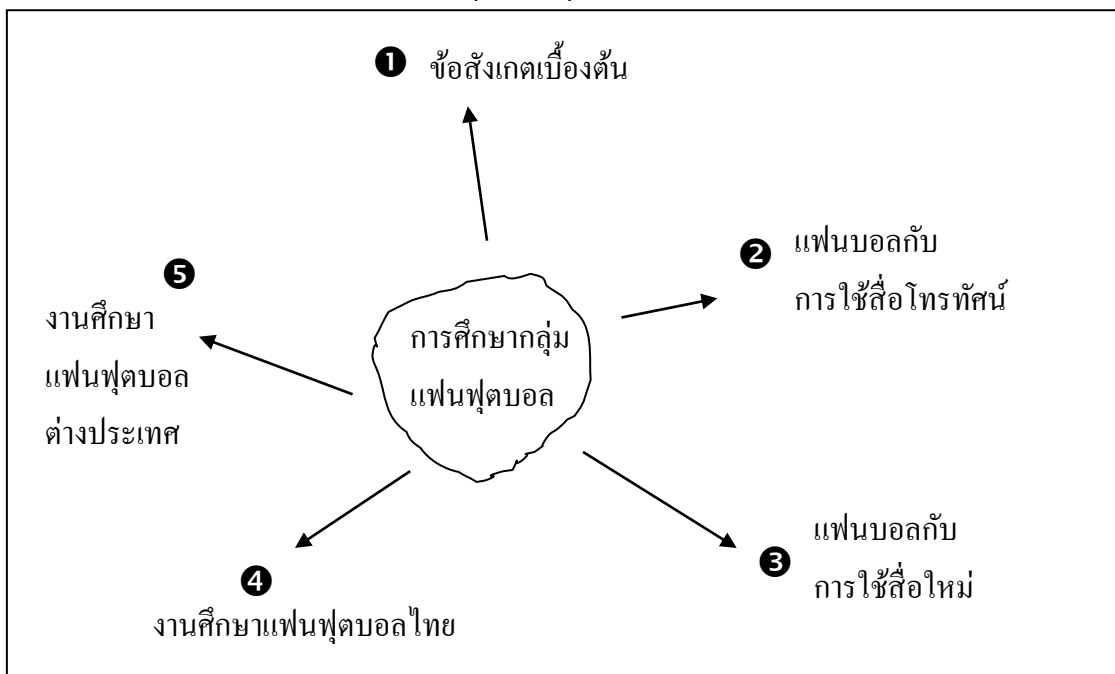 ❶ ข้อสังเกตเบื้องต้น
❷ แฟนบอลกับ
การใช้สื่อโทรทัศน์
❺
งานศึกษา
แฟนฟุตบอล
ต่างประเทศ
การศึกษากลุ่ม
แฟนฟุตบอล
❸ แฟนบอลกับ
การใช้สื่อใหม่
❹
งานศึกษาแฟนฟุตบอลไทย